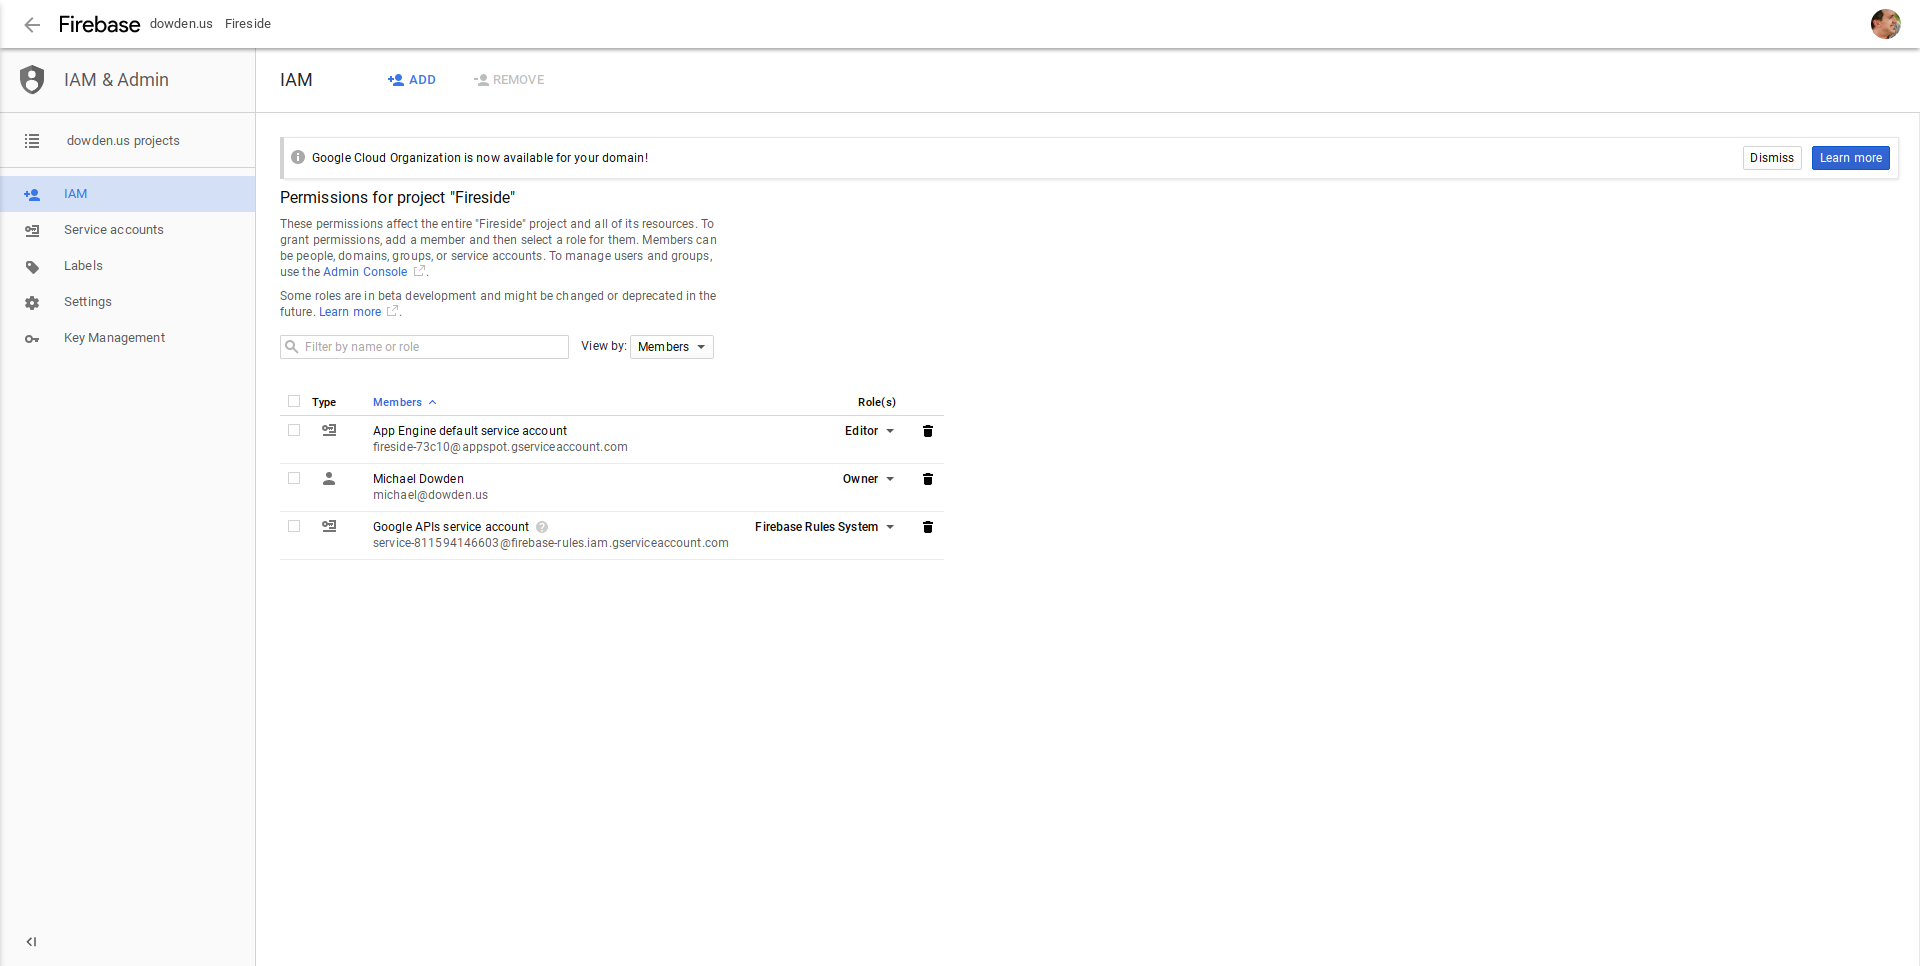 Firebase dowden.us Fireside
IAM & Admin
IAM ADD REMOVE
dowden.us projects
IAM
Service accounts
Labels
Settings
Key Management
Google Cloud Organization is now available for your domain! Dismiss Learn more
Permissions for project "Fireside"
These permissions affect the entire "Fireside" project and all of its resources. To
grant permissions, add a member and then select a role for them. Members can
be people, domains, groups, or service accounts. To manage users and groups,
use the Admin Console .
Some roles are in beta development and might be changed or deprecated in the
future. Learn more .
Filter by name or role View by: Members
Type Members Role(s)
App Engine default service account Editor
fireside-73c10@appspot.gserviceaccount.com
Michael Dowden Owner
michael@dowden.us
Google APIs service account Firebase Rules System
service-811594146603@firebase-rules.iam.gserviceaccount.com